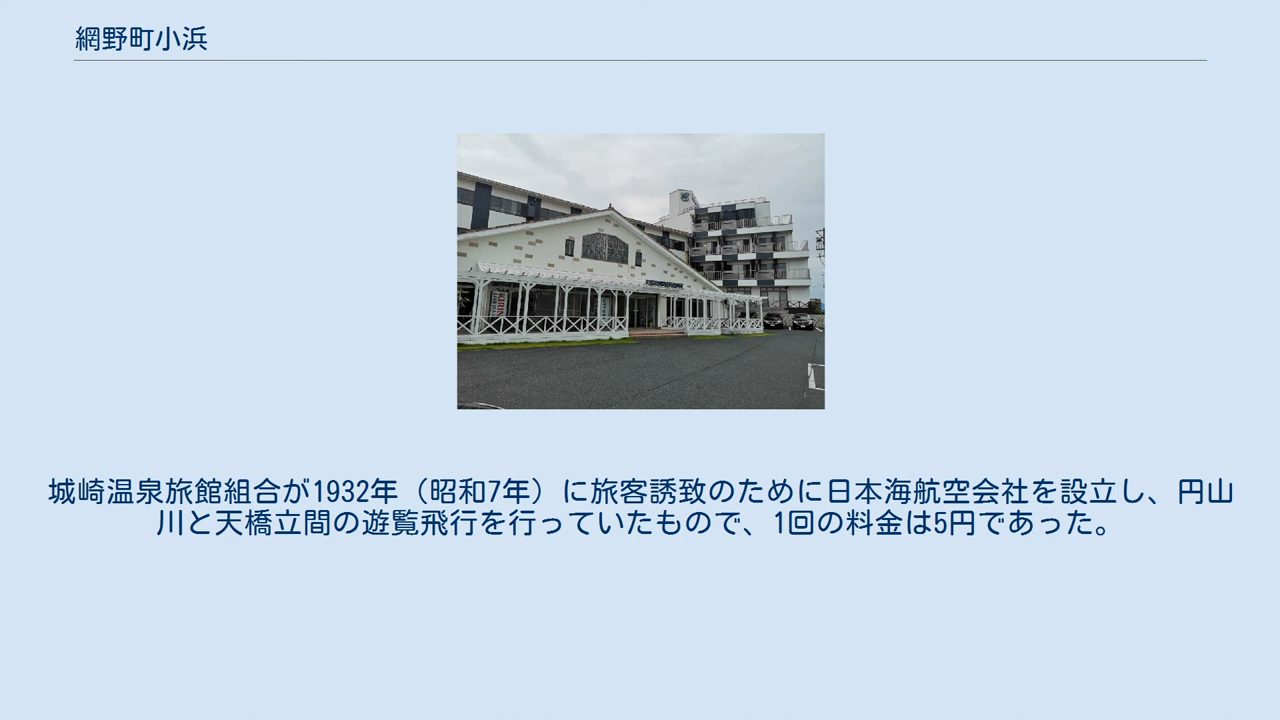 網野町小浜
KIRIN
城崎温泉旅館組合が1932年（昭和7年）に旅客誘致のために日本海航空会社を設立し、円山
川と天橋立間の遊覧飛行を行っていたもので、1回の料金は5円であった。